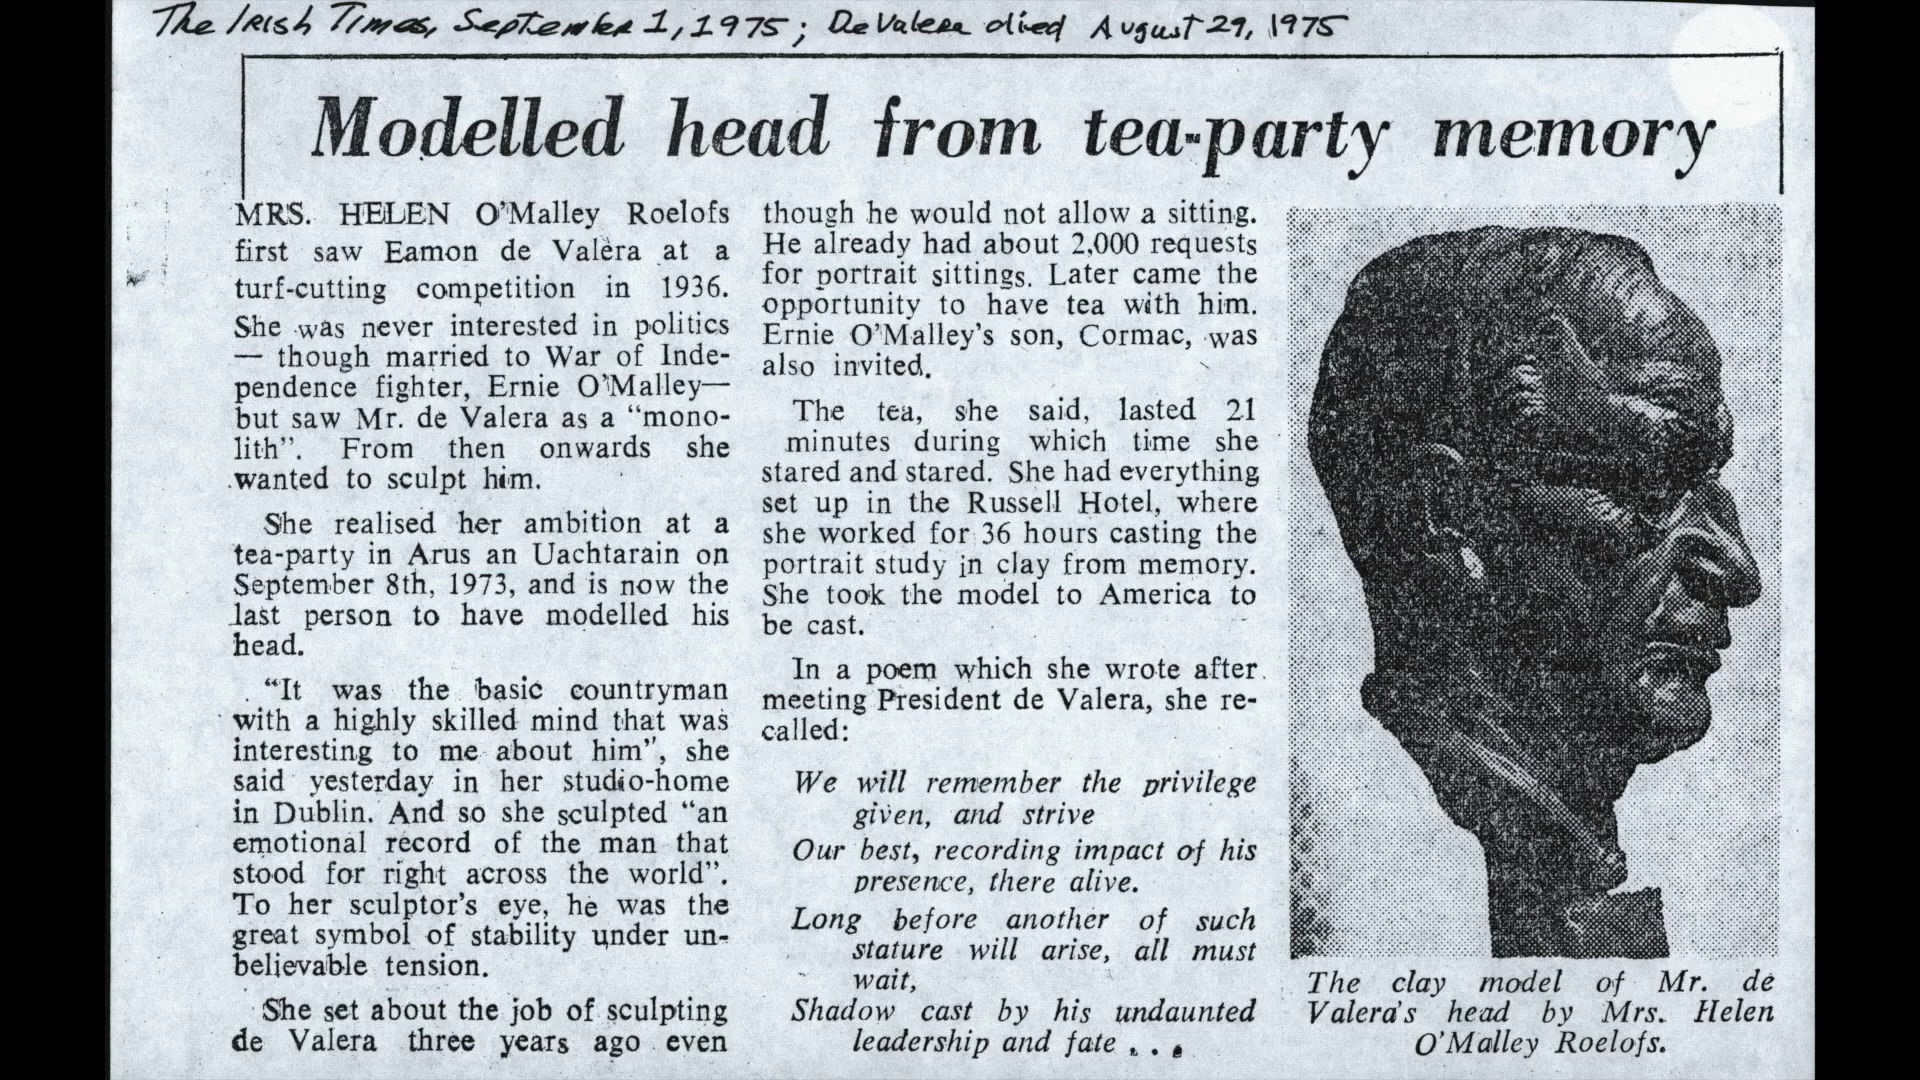 The Irish Times, September 1, 1975; De Valera died August 29, 1975
Modelled head from tea-party memory
MRS. HELEN O'Malley Roelofs
first saw Eamon de Valera at a
turf-cutting competition in 1936.
She was never interested in politics
— though married to War of Inde-
pendence fighter, Ernie O'Malley—
but saw Mr. de Valera as a "mono-
lith". From then onwards she
wanted to sculpt him.
She realised her ambition at a
tea-party in Arus an Uachtarain on
September 8th, 1973, and is now the
last person to have modelled his
head.
"It was the basic countryman
with a highly skilled mind that was
interesting to me about him", she
said yesterday in her studio-home
in Dublin. And so she sculpted "an
emotional record of the man that
stood for right across the world".
To her sculptor's eye, he was the
great symbol of stability under un-
believable tension.
She set about the job of sculpting
de Valera three years ago even
though he would not allow a sitting.
He already had about 2,000 requests
for portrait sittings. Later came the
opportunity to have tea with him.
Ernie O'Malley's son, Cormac, was
also invited.
The tea, she said, lasted 21
minutes during which time she
stared and stared. She had everything
set up in the Russell Hotel, where
she worked for 36 hours casting the
portrait study in clay from memory.
She took the model to America to
be cast.
In a poem which she wrote after
meeting President de Valera, she re-
called:
We will remember the privilege
given, and strive
Our best, recording impact of his
presence, there alive.
Long before another of such
stature will arise, all must
wait,
Shadow cast by his undaunted
leadership and fate . . .
The clay model of Mr. de
Valera's head by Mrs. Helen
O'Malley Roelofs.